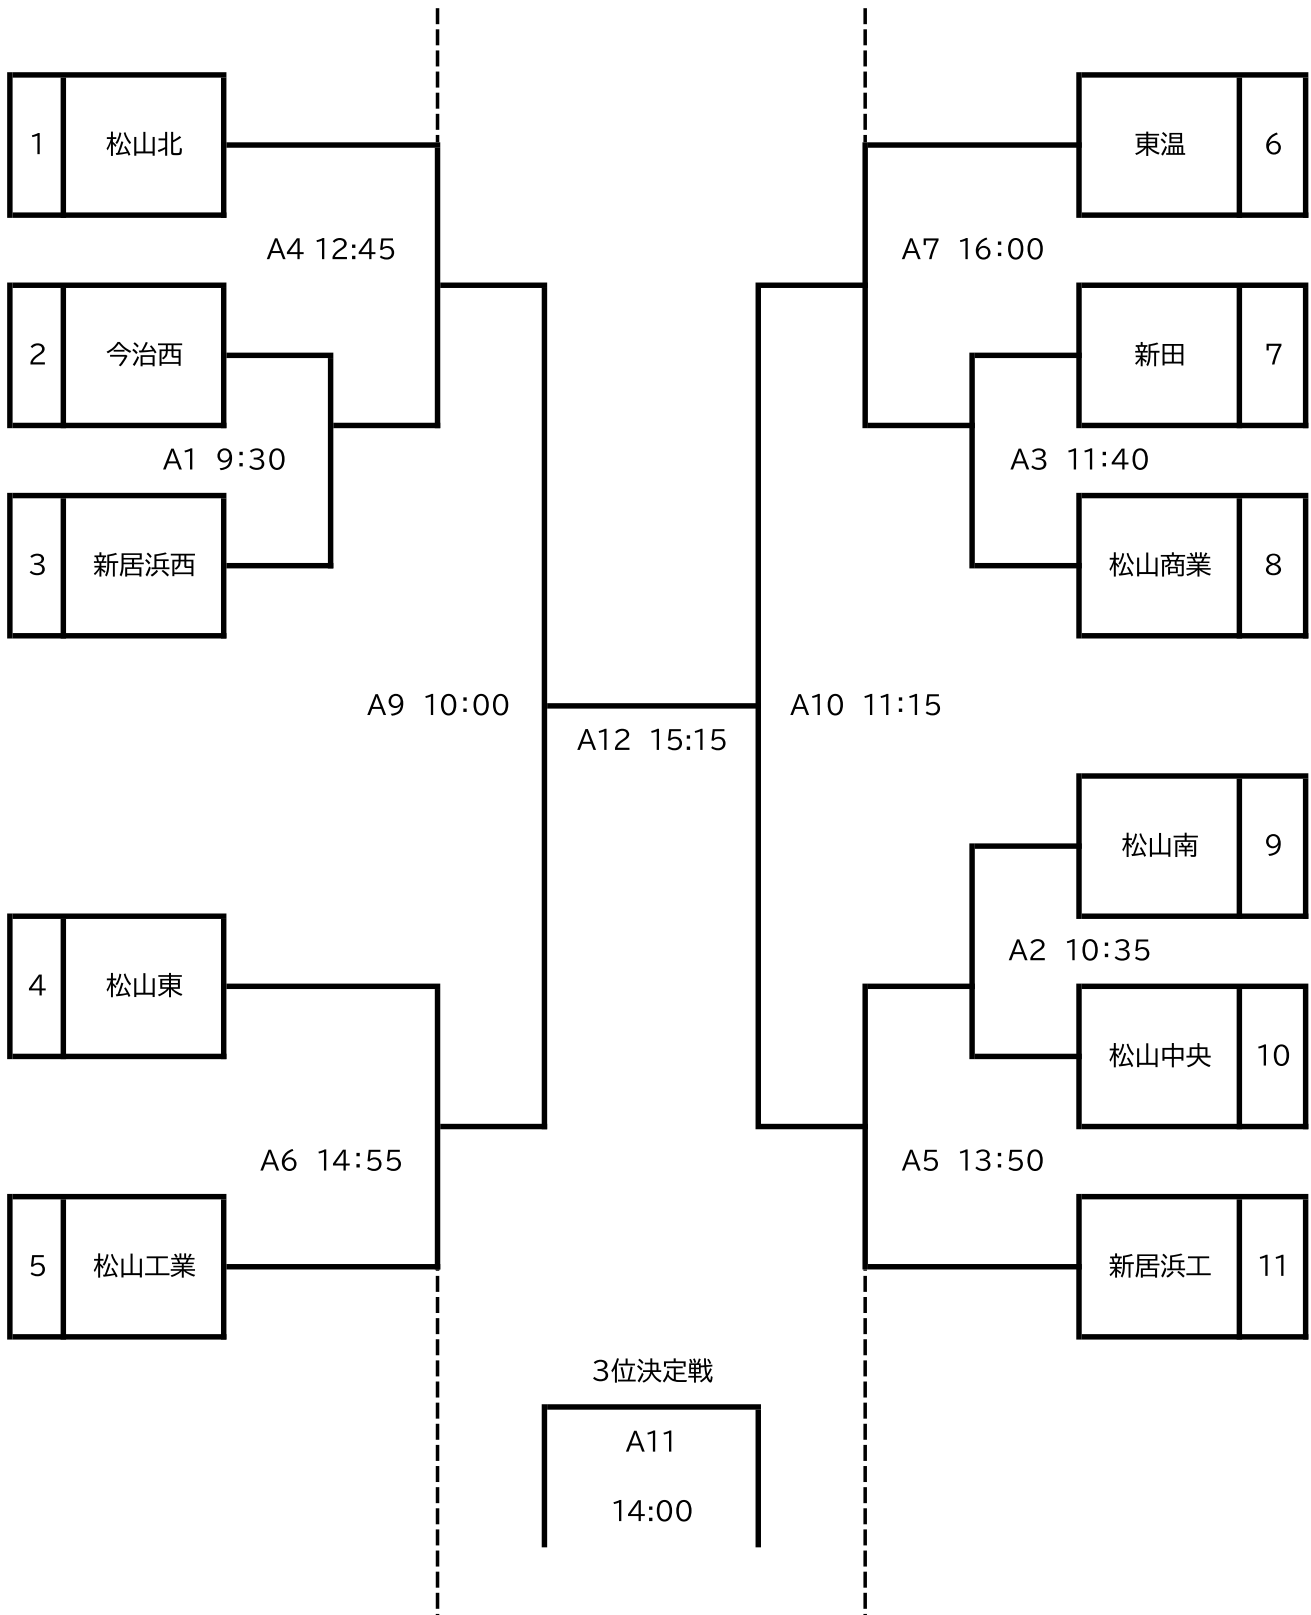 1 松山北
A4 12:45
2 今治西
A1 9:30
3 新居浜西
A9 10:00
4 松山東
A6 14:55
5 松山工業
A12 15:15
東温 6
A7 16:00
新田 7
A3 11:40
松山商業 8
A10 11:15
松山南 9
A2 10:35
松山中央 10
A5 13:50
新居浜工 11
3位決定戦
A11
14:00